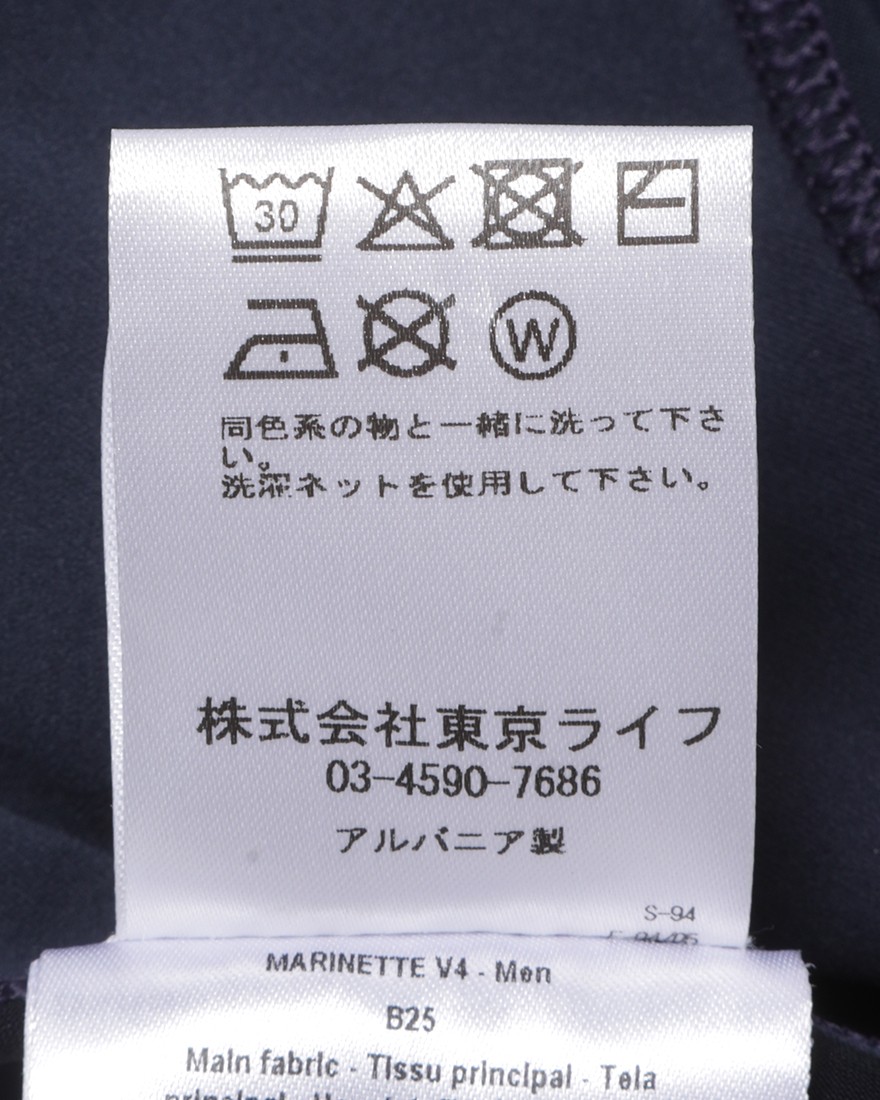 30
W
同色系の物と一緒に洗って下さ
い。
洗濯ネットを使用して下さい。
株式会社東京ライフ
03-4590-7686
アルバニア製
S-94
MARINETTE V4 - Men
B25
Main fabric - Tissu principal - Tela
principal